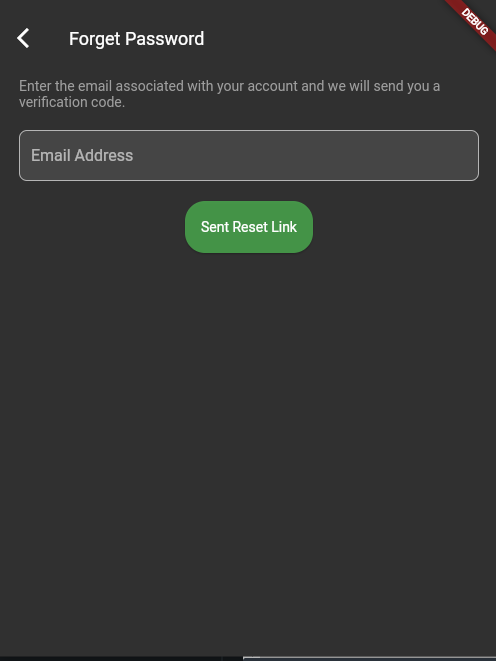 DEBUG
Forget Password
Enter the email associated with your account and we will send you a
verification code.
Email Address
Sent Reset Link